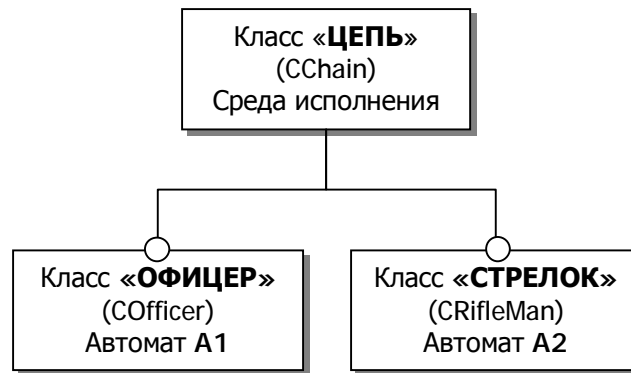 Класс «ЦЕПЬ»
(CChain)
Среда исполнения
Класс «ОФИЦЕР»
(COfficer)
Автомат А1
Класс «СТРЕЛОК»
(CRifleMan)
Автомат А2